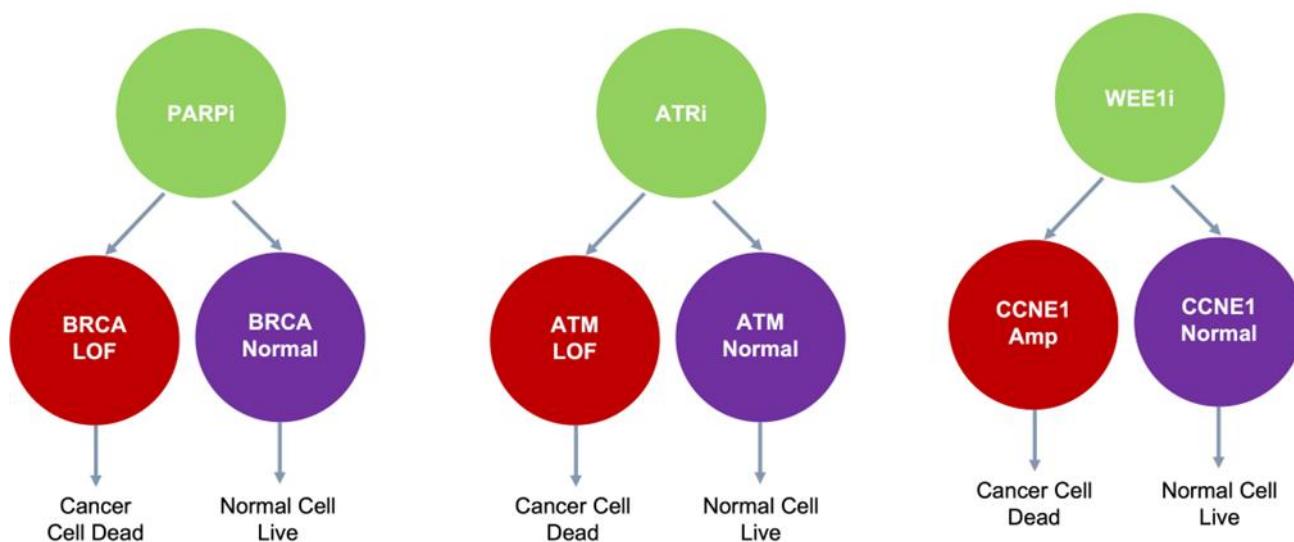 PARPi
ATRi
WEE1i
BRCA
LOF
BRCA
Normal
ATM
LOF
ATM
Normal
CCNE1
Amp
CCNE1
Normal
Cancer
Cell Dead
Normal Cell
Live
Cancer Cell
Dead
Normal Cell
Live
Cancer Cell
Dead
Normal Cell
Live